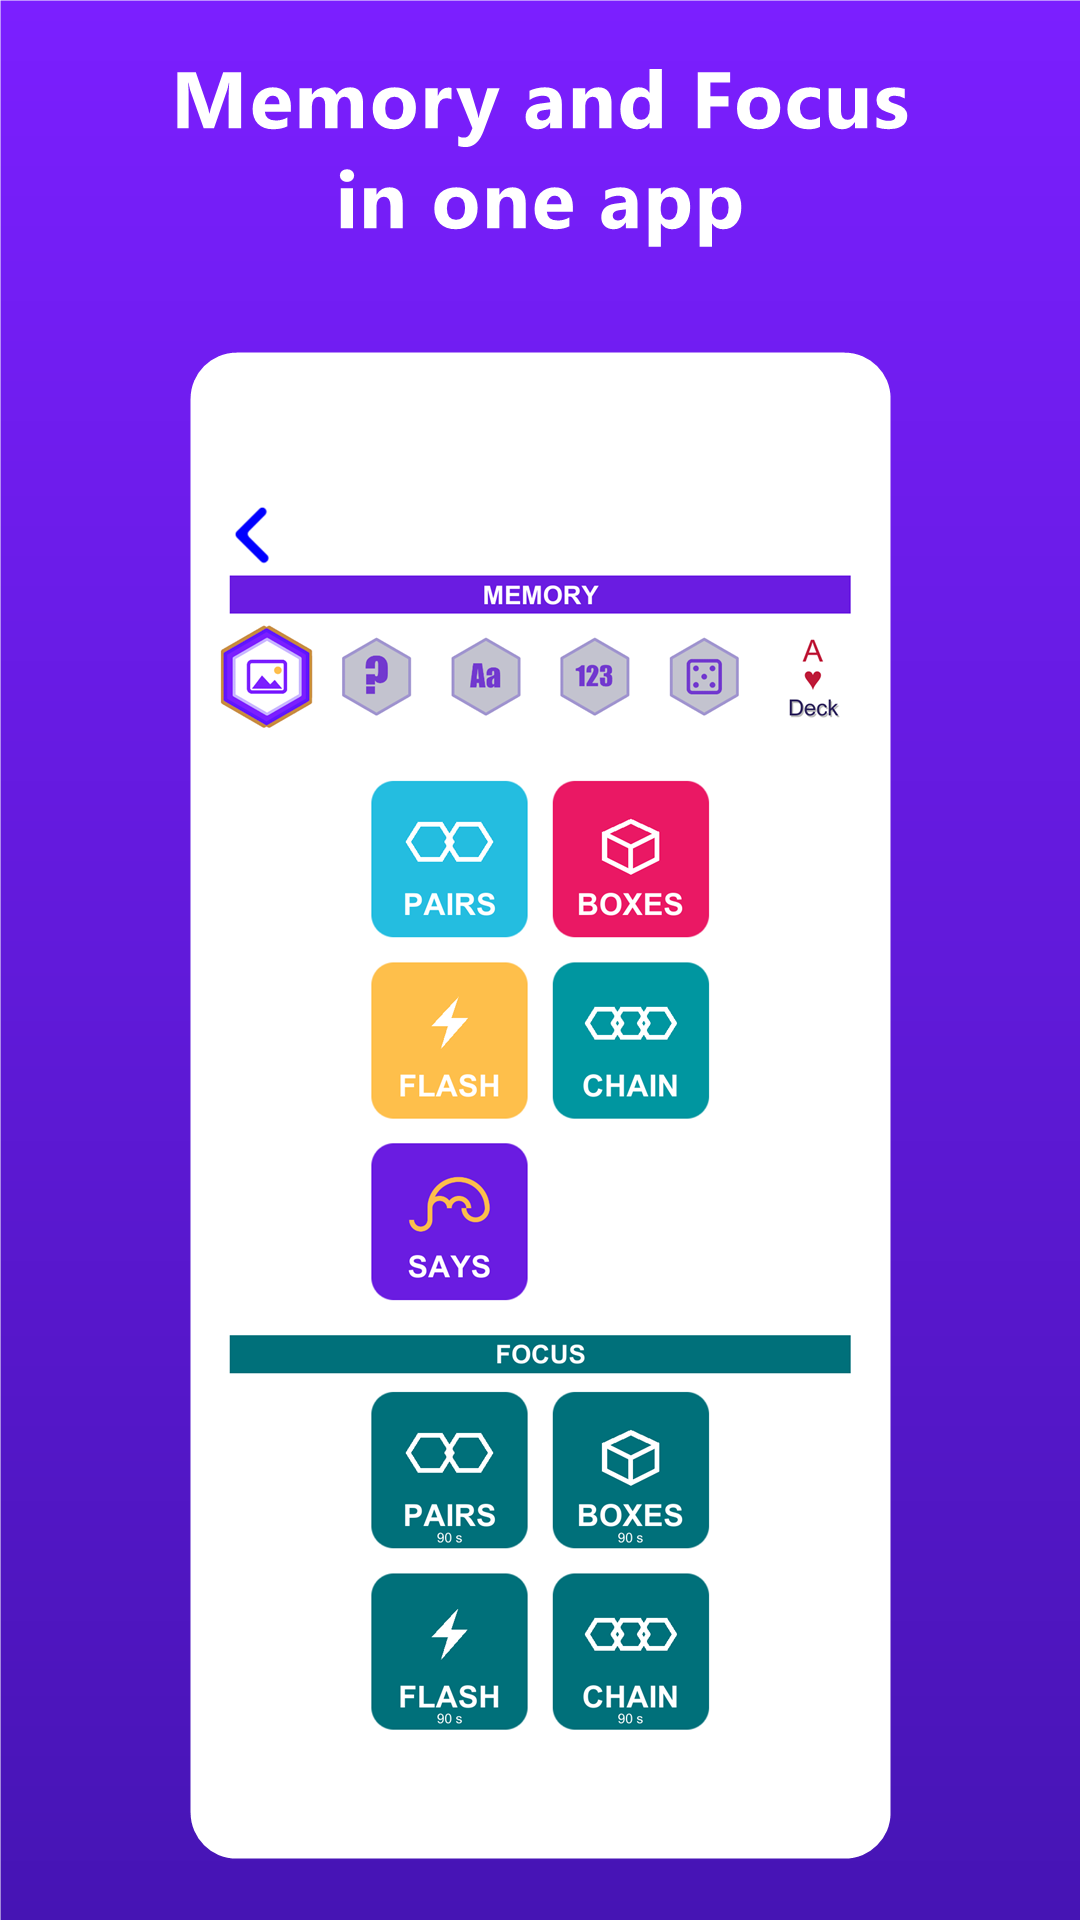 Memory and Focus
in one app
MEMORY
? Aa 123 A
Deck
PAIRS BOXES
FLASH CHAIN
SAYS
FOCUS
PAIRS BOXES
90 s 90 s
FLASH CHAIN
90 s 90 s